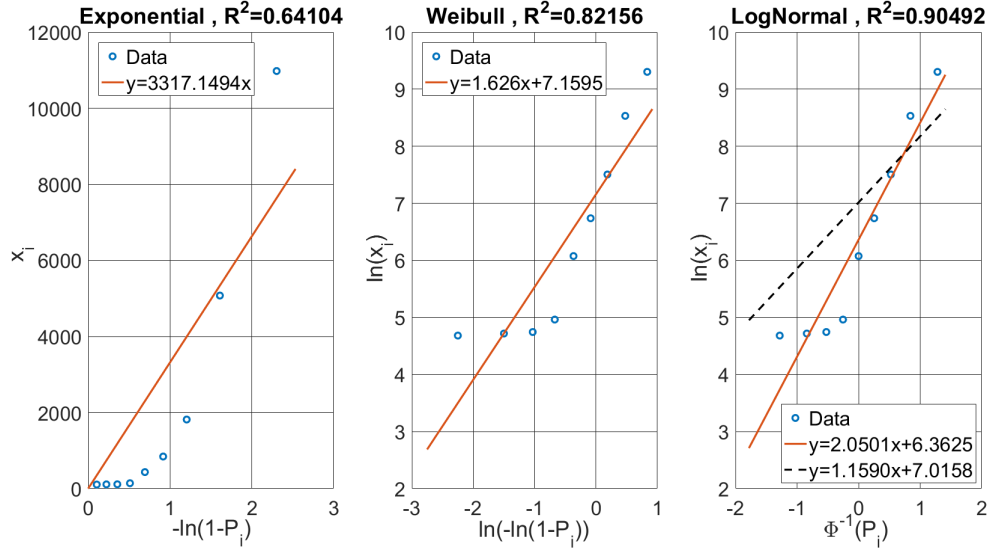 Exponential , R²=0.64104
12000
10000
8000
6000
4000
2000
0
x_i
0 1 2 3
-ln(1-P_i)
Data
y=3317.1494x
Weibull , R²=0.82156
10
9
8
7
6
5
4
3
2
ln(x_i)
-3 -2 -1 0 1
ln(-ln(1-P_i))
Data
y=1.626x+7.1595
LogNormal , R²=0.90492
10
9
8
7
6
5
4
3
2
ln(x_i)
-2 -1 0 1 2
Φ⁻¹(P_i)
Data
y=2.0501x+6.3625
y=1.1590x+7.0158